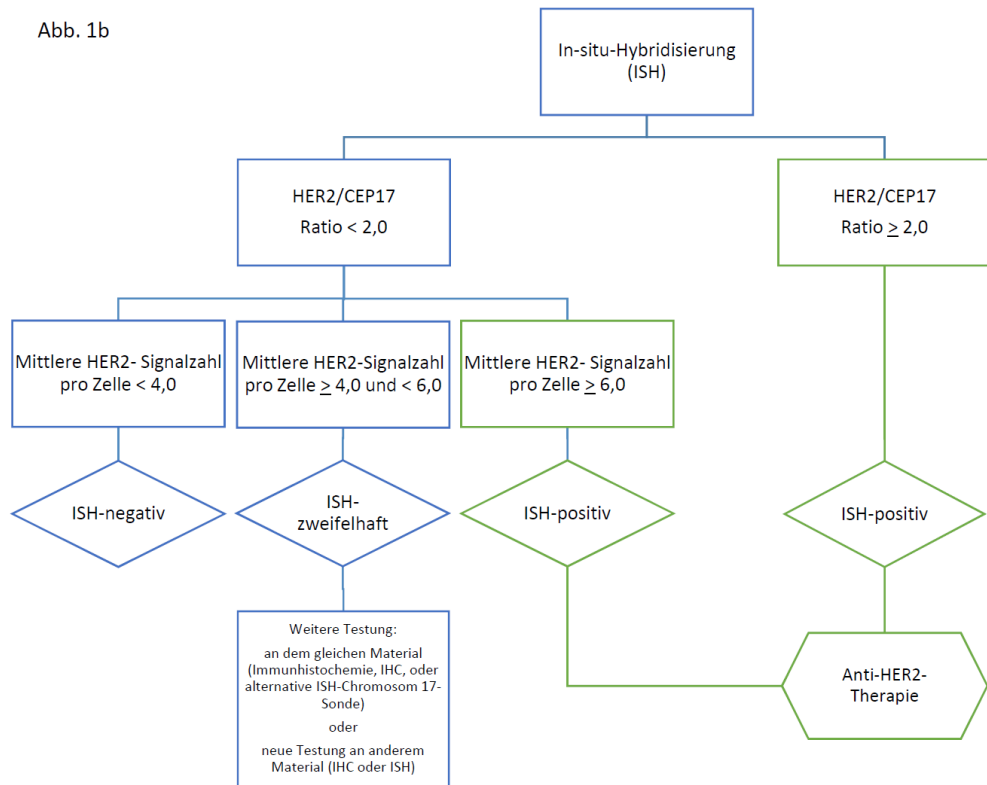 Abb. 1b
In-situ-Hybridisierung
(ISH)
HER2/CEP17
Ratio < 2,0
HER2/CEP17
Ratio ≥ 2,0
Mittlere HER2- Signalzahl
pro Zelle < 4,0
Mittlere HER2-Signalzahl
pro Zelle ≥ 4,0 und < 6,0
Mittlere HER2- Signalzahl
pro Zelle ≥ 6,0
ISH-negativ
ISH-
zweifelhaft
ISH-positiv
ISH-positiv
Weitere Testung:
an dem gleichen Material
(Immunhistochemie, IHC, oder
alternative ISH-Chromosom 17-
Sonde)
oder
neue Testung an anderem
Material (IHC oder ISH)
Anti-HER2-
Therapie